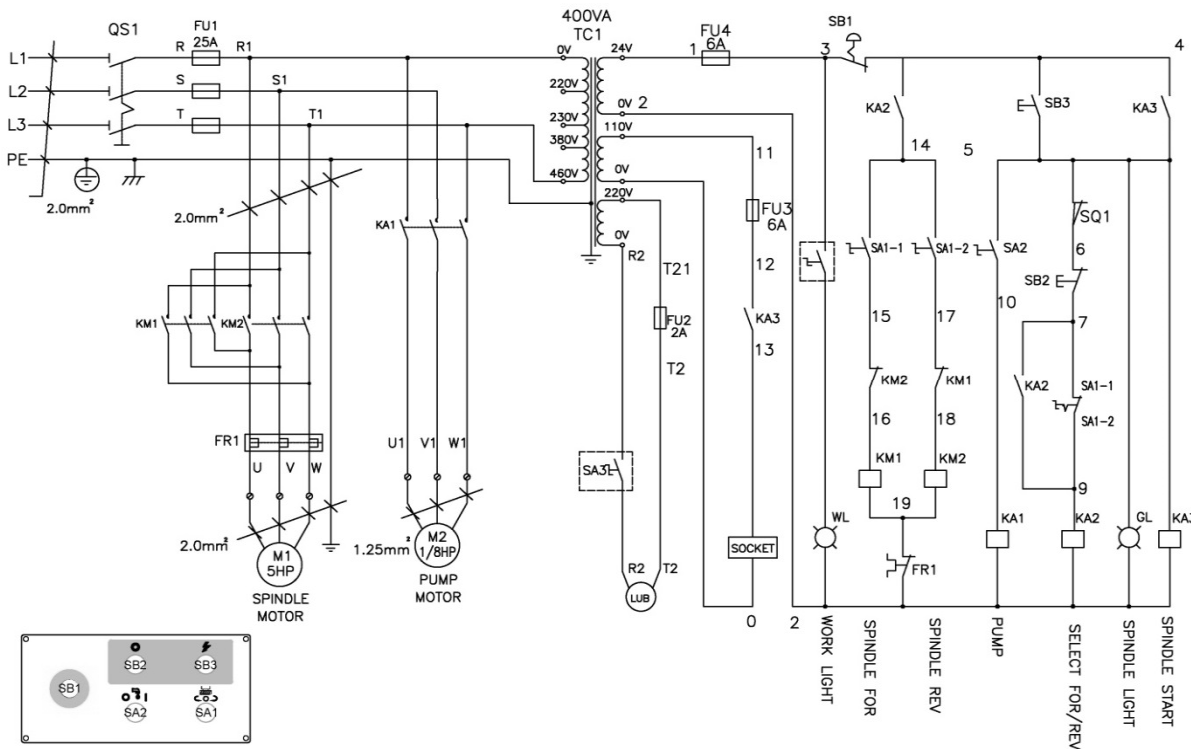 QS1
FU1
25A
400VA
TC1
FU4
6A
SB1
L1
R
R1
0V
24V
1
3
4
L2
S
S1
220V
KA2
SB3
KA3
L3
T
T1
230V
0V
2
380V
110V
14
5
PE
460V
11
0V
2.0mm²
220V
2.0mm²
KA1
0V
R2
FU3
6A
SQ1
T21
12
SA1-1
SA1-2
SA2
6
SB2
10
KM1
KM2
FU2
2A
KA3
15
17
7
13
T2
KM2
KM1
KA2
SA1-1
SA1-2
16
18
FR1
U1
V1
W1
U
V
W
SA3
KM1
KM2
9
19
WL
KA1
KA2
GL
KA3
2.0mm²
M1
5HP
1.25mm²
M2
1/8HP
SOCKET
FR1
R2
T2
LUB
SPINDLE
MOTOR
PUMP
MOTOR
0
2
WORK LIGHT
SPINDLE FOR
SPINDLE REV
PUMP
SELECT FOR/REV
SPINDLE LIGHT
SPINDLE START
SB1
SB2
SB3
SA2
SA1